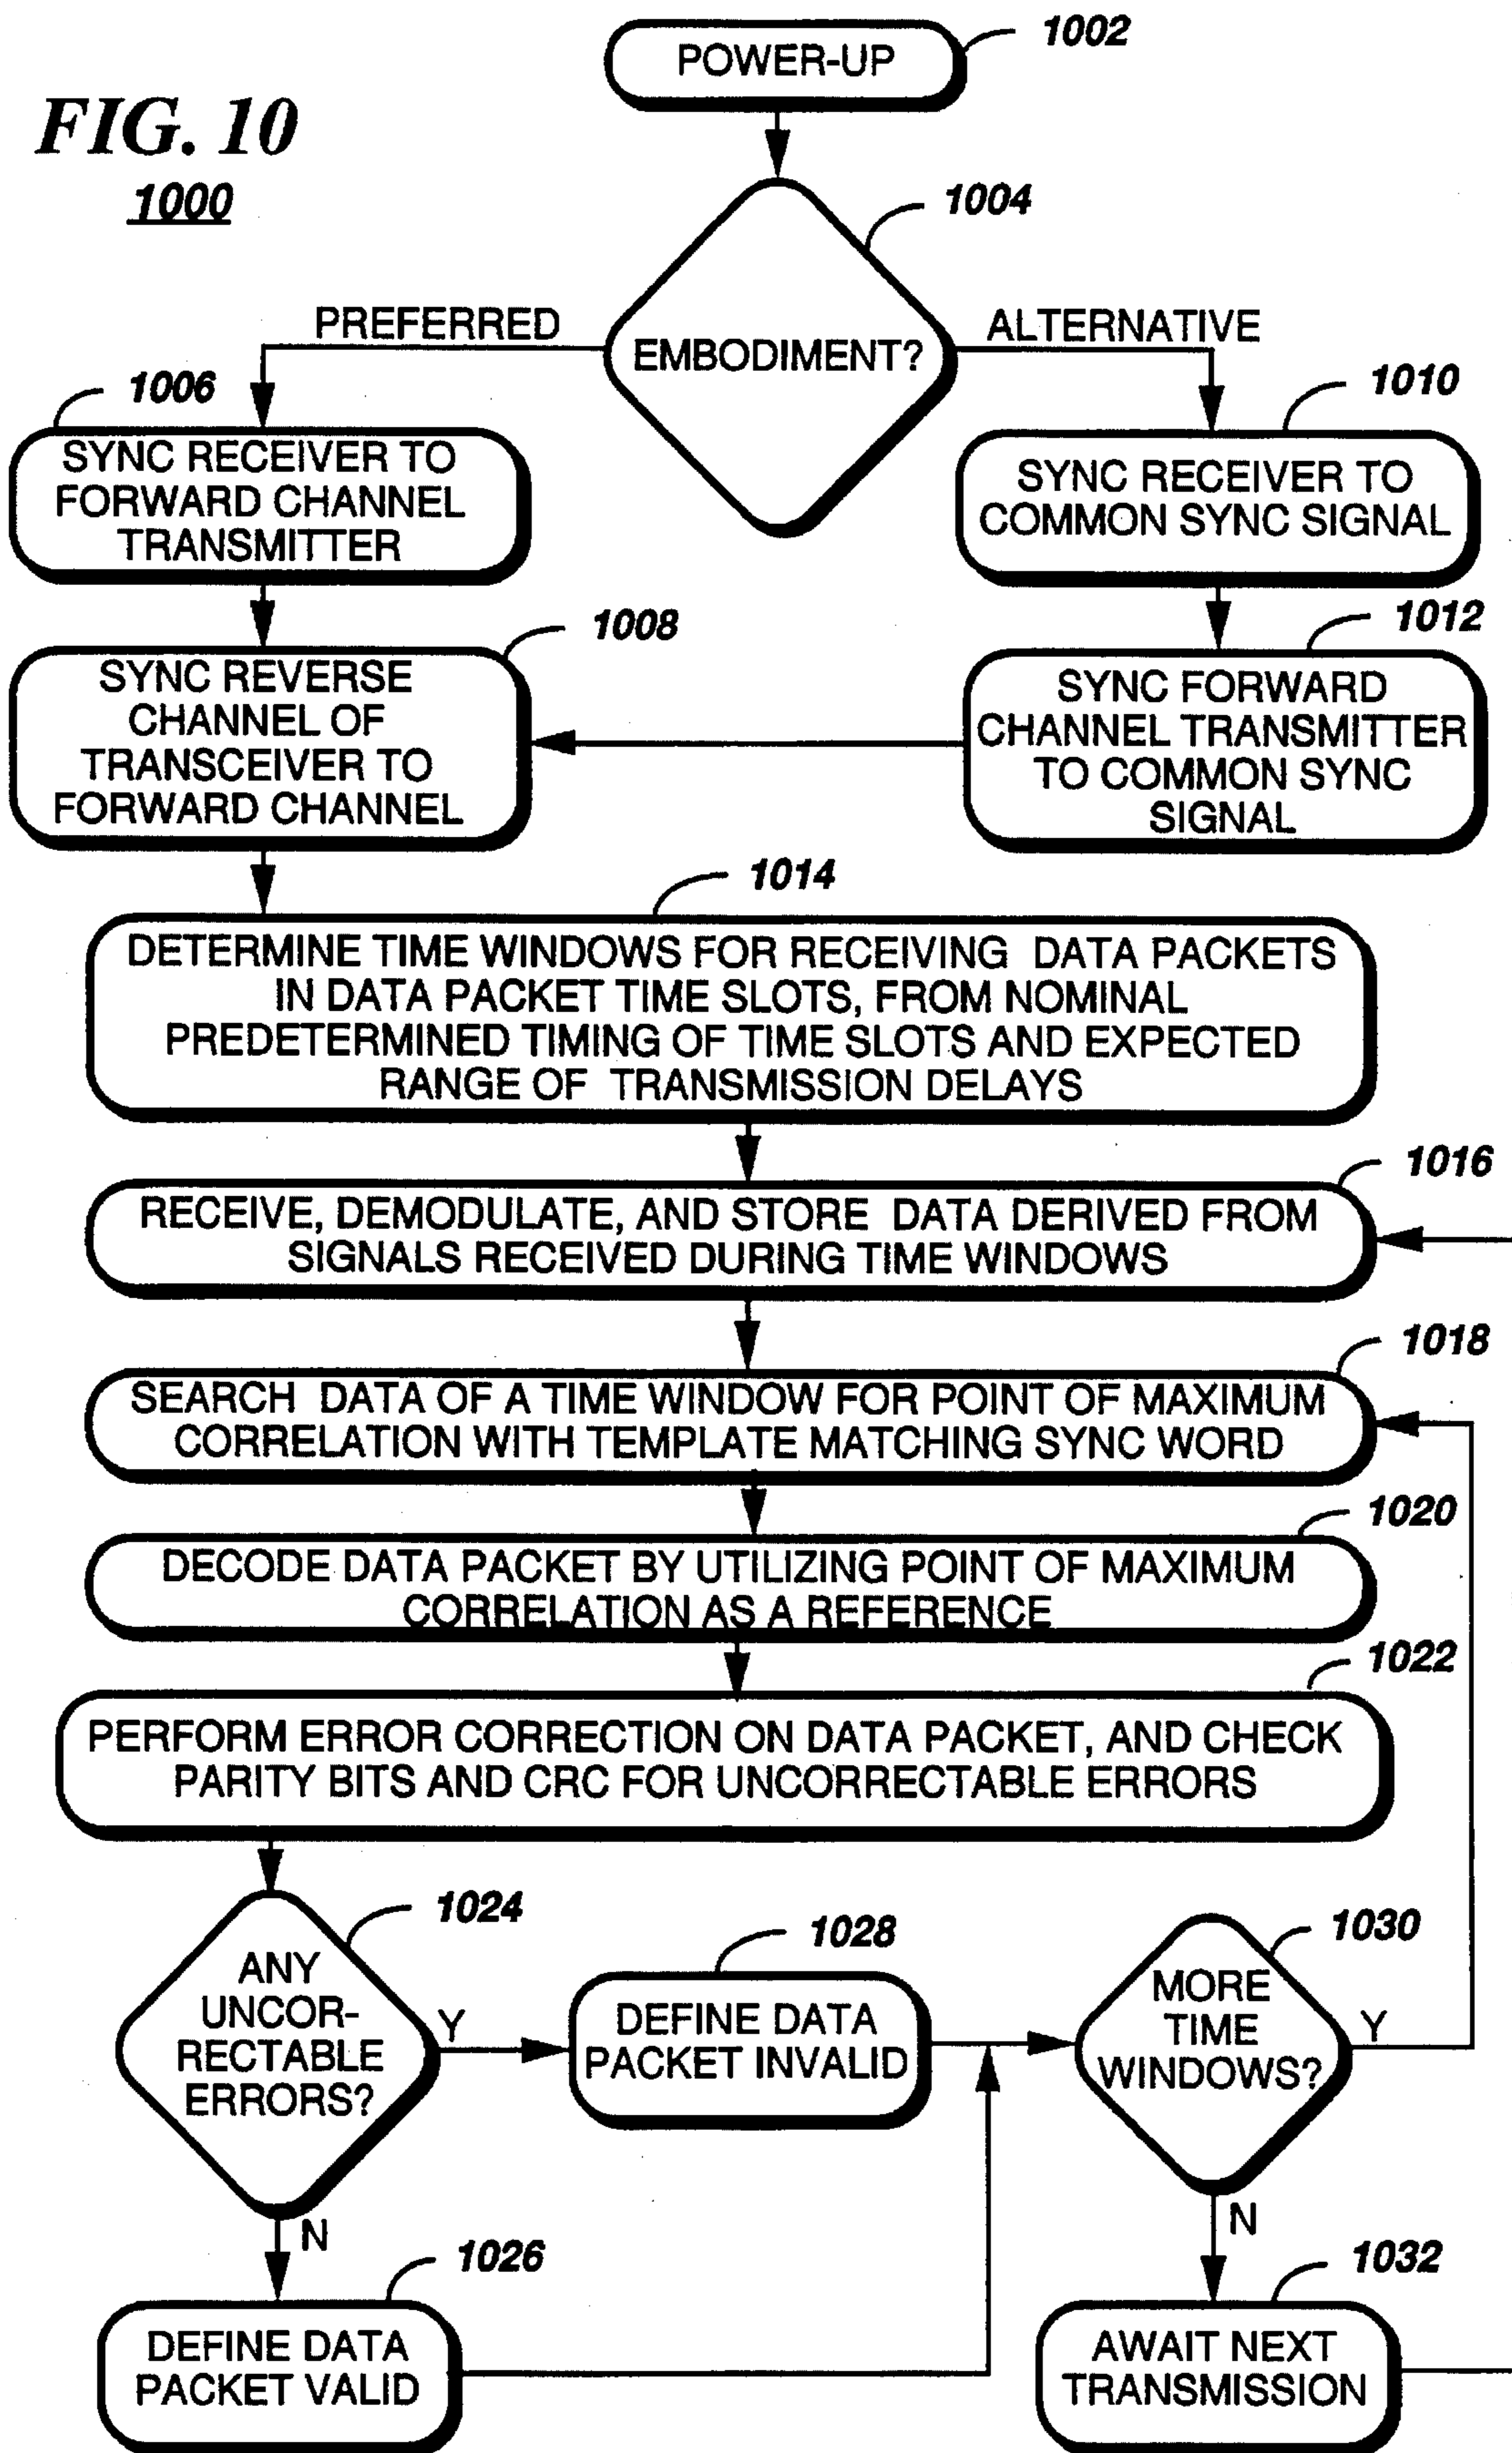 FIG. 10
1000
POWER-UP
1002
1004
EMBODIMENT?
PREFERRED
ALTERNATIVE
1006
SYNC RECEIVER TO
FORWARD CHANNEL
TRANSMITTER
1010
SYNC RECEIVER TO
COMMON SYNC SIGNAL
1008
SYNC REVERSE
CHANNEL OF
TRANSCEIVER TO
FORWARD CHANNEL
1012
SYNC FORWARD
CHANNEL TRANSMITTER
TO COMMON SYNC
SIGNAL
1014
DETERMINE TIME WINDOWS FOR RECEIVING DATA PACKETS
IN DATA PACKET TIME SLOTS, FROM NOMINAL
PREDETERMINED TIMING OF TIME SLOTS AND EXPECTED
RANGE OF TRANSMISSION DELAYS
1016
RECEIVE, DEMODULATE, AND STORE DATA DERIVED FROM
SIGNALS RECEIVED DURING TIME WINDOWS
1018
SEARCH DATA OF A TIME WINDOW FOR POINT OF MAXIMUM
CORRELATION WITH TEMPLATE MATCHING SYNC WORD
1020
DECODE DATA PACKET BY UTILIZING POINT OF MAXIMUM
CORRELATION AS A REFERENCE
1022
PERFORM ERROR CORRECTION ON DATA PACKET, AND CHECK
PARITY BITS AND CRC FOR UNCORRECTABLE ERRORS
1024
ANY
UNCOR-
RECTABLE
ERRORS?
Y
N
1028
DEFINE DATA
PACKET INVALID
1030
MORE
TIME
WINDOWS?
Y
N
1026
DEFINE DATA
PACKET VALID
1032
AWAIT NEXT
TRANSMISSION